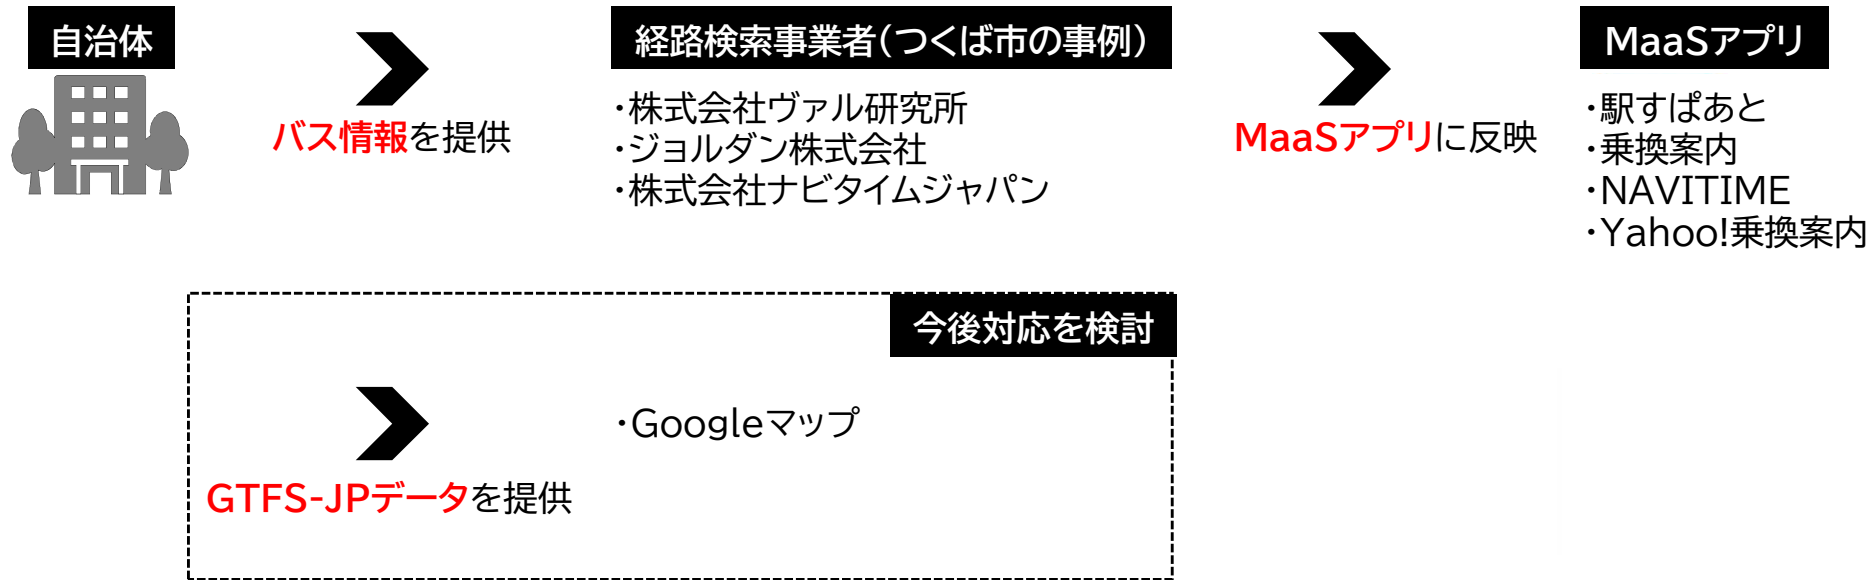 自治体
バス情報を提供
経路検索事業者(つくば市の事例)
・株式会社ヴァル研究所
・ジョルダン株式会社
・株式会社ナビタイムジャパン
MaaSアプリに反映
MaaSアプリ
・駅すぱあと
・乗換案内
・NAVITIME
・Yahoo!乗換案内
今後対応を検討
GTFS-JPデータを提供
・Googleマップ